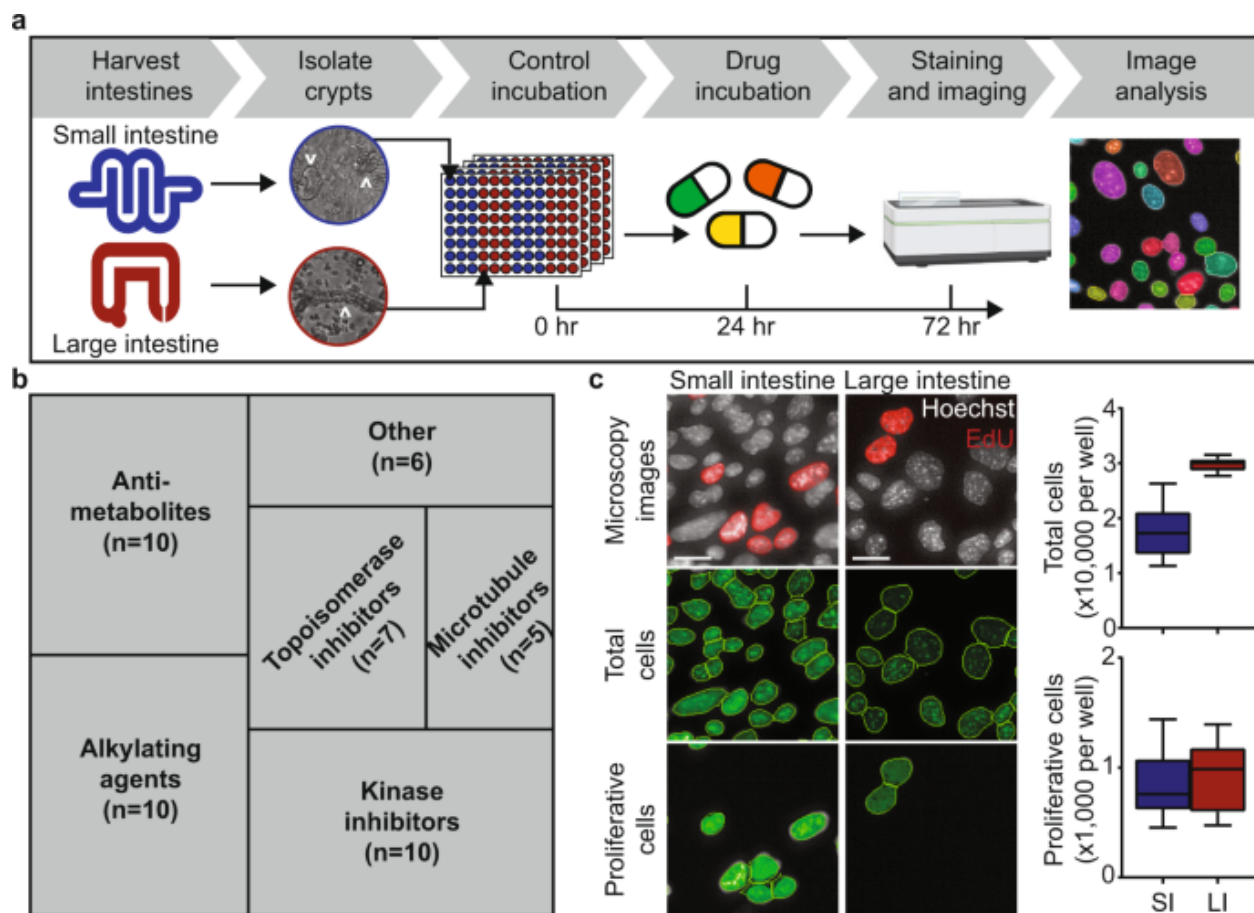 a
Harvest
intestines
Isolate
crypts
Control
incubation
Drug
incubation
Staining
and imaging
Image
analysis
Small intestine
Large intestine
0 hr
24 hr
72 hr
b
Anti-
metabolites
(n=10)
Alkylating
agents
(n=10)
Other
(n=6)
Topoisomerase
inhibitors
(n=7)
Microtubule
inhibitors
(n=5)
Kinase
inhibitors
(n=10)
c
Small intestine
Large intestine
Hoechst
EdU
Microscopy
images
Total
cells
Proliferative
cells
Total cells
(x10,000 per well)
4
3
2
1
0
Proliferative cells
(x1,000 per well)
2
1
0
SI
LI